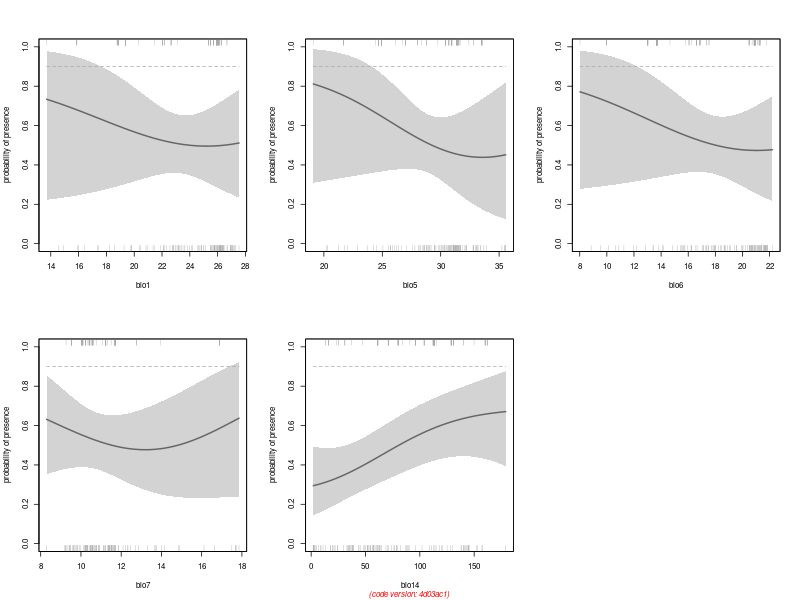 probability of presence
0.0 0.2 0.4 0.6 0.8 1.0
14 16 18 20 22 24 26 28
bio1
probability of presence
0.0 0.2 0.4 0.6 0.8 1.0
20 25 30 35
bio5
probability of presence
0.0 0.2 0.4 0.6 0.8 1.0
8 10 12 14 16 18 20 22
bio6
probability of presence
0.0 0.2 0.4 0.6 0.8 1.0
8 10 12 14 16 18
bio7
probability of presence
0.0 0.2 0.4 0.6 0.8 1.0
0 50 100 150
bio14
(code version: 4d03ac1)